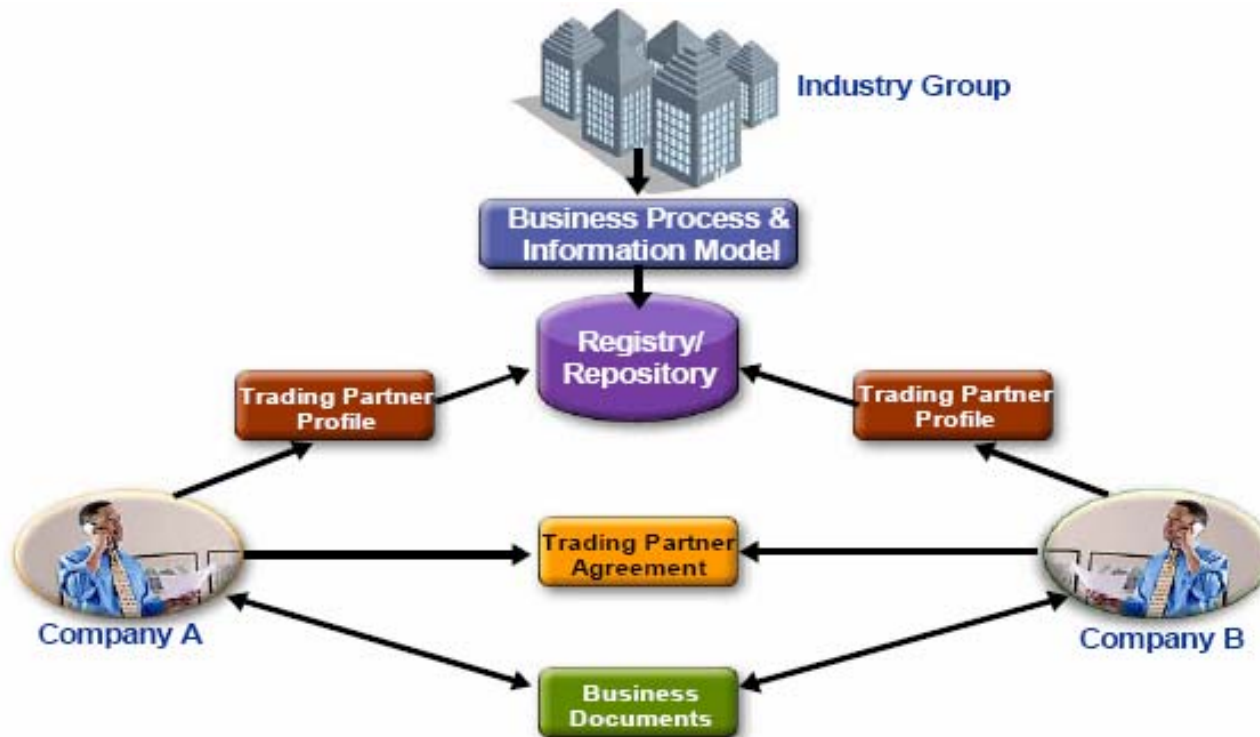 Industry Group
Business Process &
Information Model
Registry/
Repository
Trading Partner
Profile
Trading Partner
Profile
Trading Partner
Agreement
Company A
Company B
Business
Documents